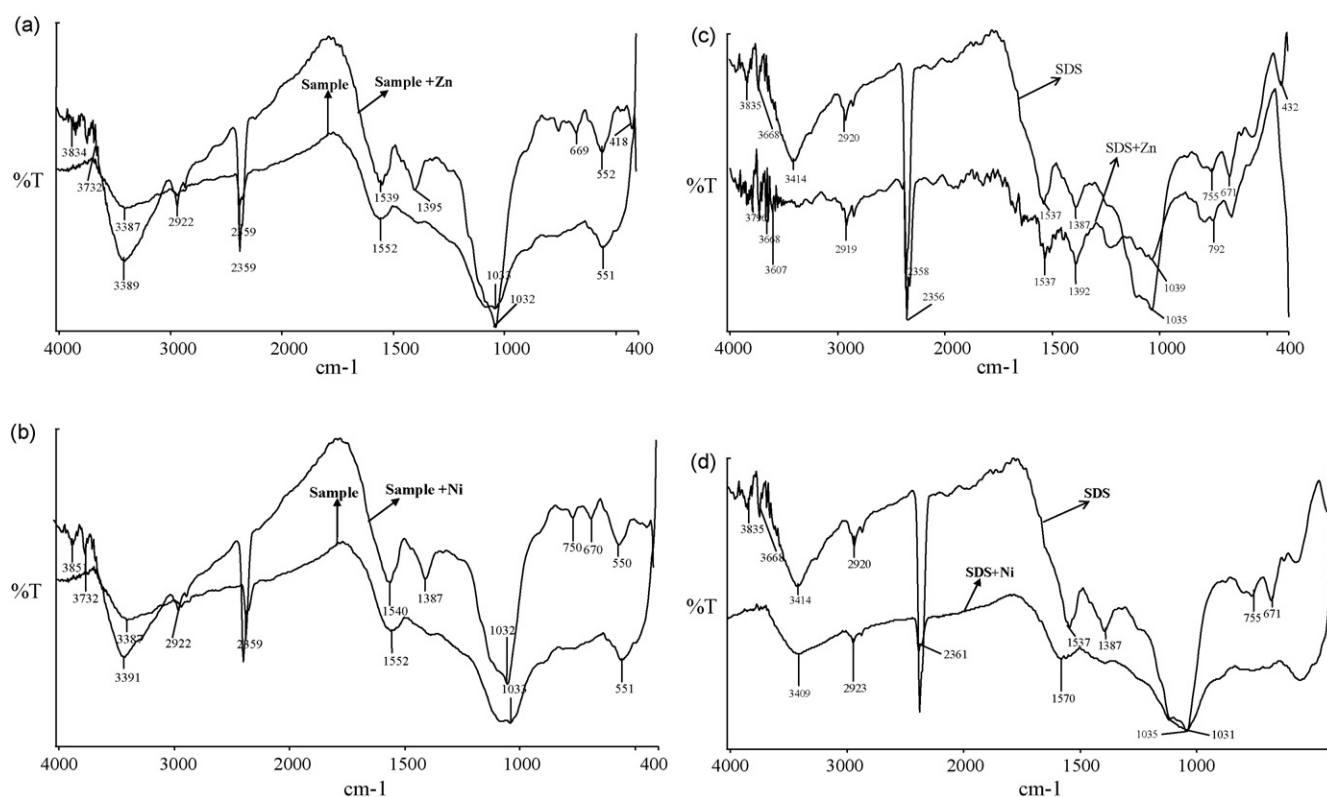 (a)
Sample
Sample +Zn
%T
3834
3732
3387
3389
2922
2359
2359
1539
1395
1552
1033
1032
669
552
418
551
4000 3000 2000 1500 1000 400
cm-1
(c)
SDS
SDS+Zn
%T
3835
3668
3414
2920
3796
3668
3607
2919
2358
2356
1537
1387
1537
1392
1039
1035
755
671
792
432
4000 3000 2000 1500 1000 400
cm-1
(b)
Sample
Sample +Ni
%T
385
3732
3387
3391
2922
2359
1540
1387
1552
1032
1033
750
670
550
551
4000 3000 2000 1500 1000 400
cm-1
(d)
SDS
SDS+Ni
%T
3835
3668
3414
2920
3409
2923
2361
1537
1387
1570
1035
1031
755
671
4000 3000 2000 1500 1000
cm-1